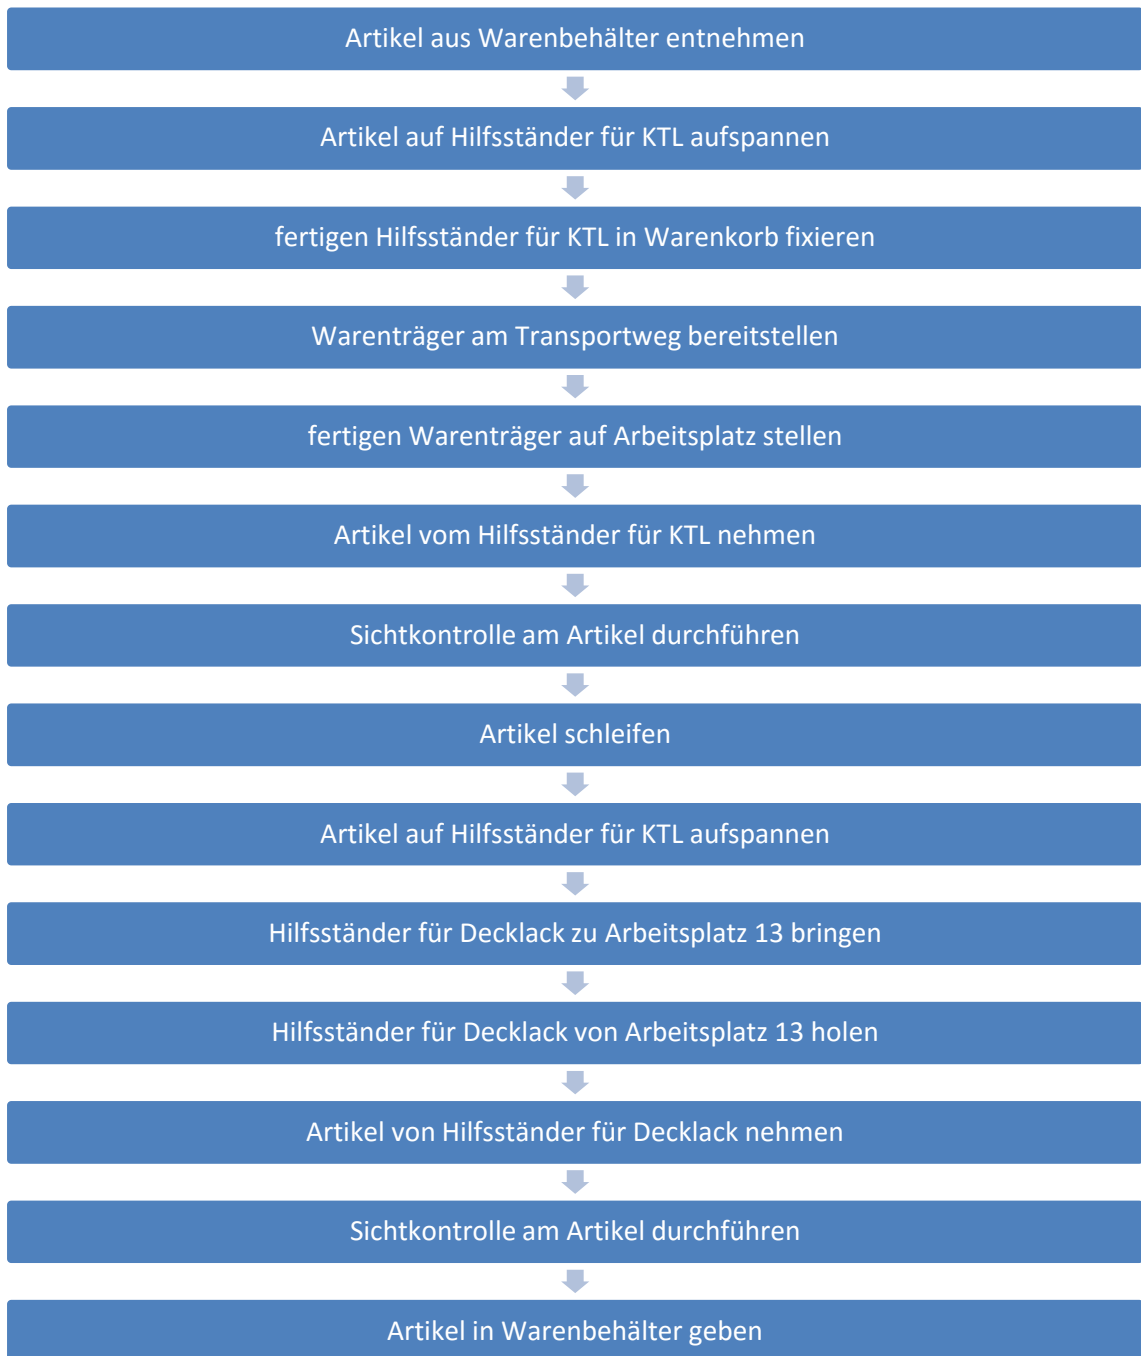 Artikel aus Warenbehälter entnehmen
Artikel auf Hilfsständer für KTL aufspannen
fertigen Hilfsständer für KTL in Warenkorb fixieren
Warenträger am Transportweg bereitstellen
fertigen Warenträger auf Arbeitsplatz stellen
Artikel vom Hilfsständer für KTL nehmen
Sichtkontrolle am Artikel durchführen
Artikel schleifen
Artikel auf Hilfsständer für KTL aufspannen
Hilfsständer für Decklack zu Arbeitsplatz 13 bringen
Hilfsständer für Decklack von Arbeitsplatz 13 holen
Artikel von Hilfsständer für Decklack nehmen
Sichtkontrolle am Artikel durchführen
Artikel in Warenbehälter geben